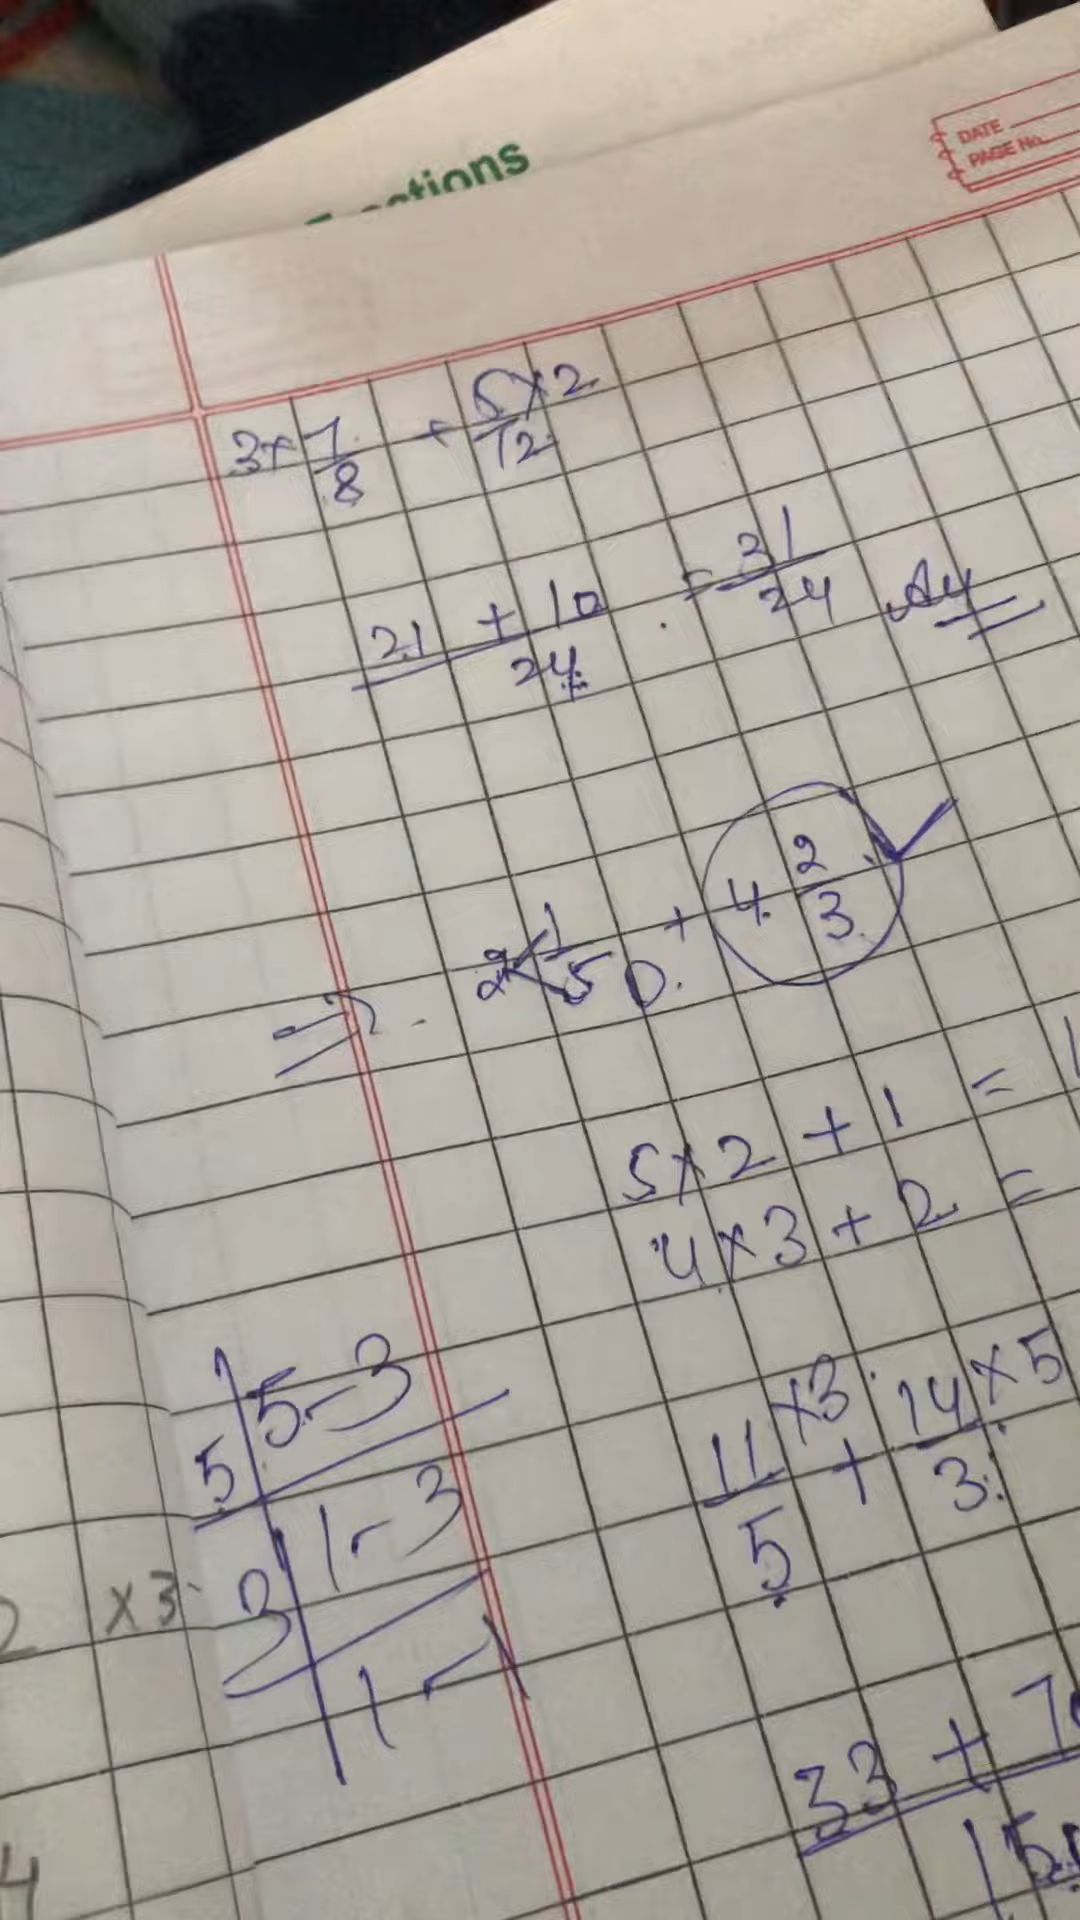 DATE
PAGE No.
3× 7/8 + 5×2/12
21 + 10/24 = 31/24
2 1/5 + 4 2/3
5×2 + 1 =
4×3 + 2 =
5 | 5-3
3 | 1-3
1-1
11/5 ×3 + 14/3 ×5
×3
33 +
15